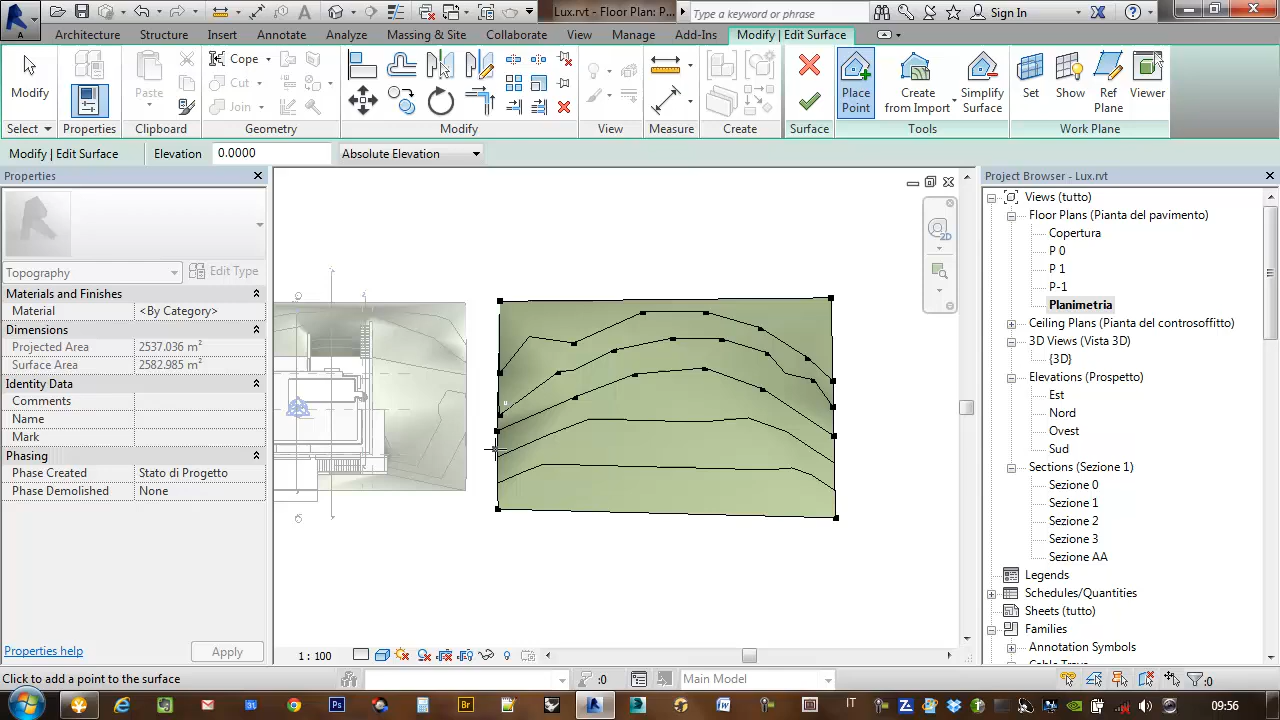 Lux.rvt - Floor Plan: P...
Type a keyword or phrase
Sign In
Architecture
Structure
Insert
Annotate
Analyze
Massing & Site
Collaborate
View
Manage
Add-Ins
Modify | Edit Surface
Modify
Paste
Cope
Cut
Join
Place
Point
Create
from Import
Simplify
Surface
Set
Show
Ref
Plane
Viewer
Select
Properties
Clipboard
Geometry
Modify
View
Measure
Create
Surface
Tools
Work Plane
Modify | Edit Surface
Elevation
0.0000
Absolute Elevation
Properties
Topography
Edit Type
Materials and Finishes
Material
<By Category>
Dimensions
Projected Area
2537.036 m²
Surface Area
2582.985 m²
Identity Data
Comments
Name
Mark
Phasing
Phase Created
Stato di Progetto
Phase Demolished
None
Properties help
Apply
2D
1 : 100
Project Browser - Lux.rvt
Views (tutto)
Floor Plans (Pianta del pavimento)
Copertura
P 0
P 1
P-1
Planimetria
Ceiling Plans (Pianta del controsoffitto)
3D Views (Vista 3D)
{3D}
Elevations (Prospetto)
Est
Nord
Ovest
Sud
Sections (Sezione 1)
Sezione 0
Sezione 1
Sezione 2
Sezione 3
Sezione AA
Legends
Schedules/Quantities
Sheets (tutto)
Families
Annotation Symbols
Cable Trays
Click to add a point to the surface
:0
Main Model
:0
Ps
Br
IT
09:56